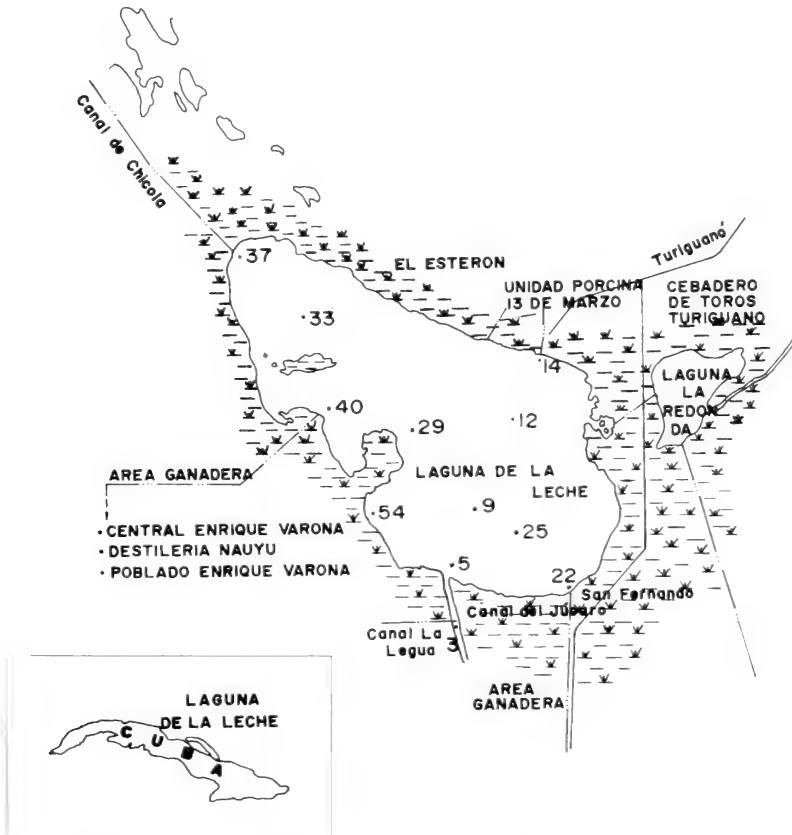 Canal de Chicola
37
EL ESTERON
Turiguanó
UNIDAD PORCINA
13 DE MARZO
CEBADERO
DE TOROS
TURIGUANO
33
14
LAGUNA
LA
REDON
DA
40
29
12
AREA GANADERA
LAGUNA DE LA
LECHE
54
9
25
•CENTRAL ENRIQUE VARONA
•DESTILERIA NAUYU
•POBLADO ENRIQUE VARONA
5
22
San Fernando
Canal del Júcaro
Canal La
Legua
3
AREA
GANADERA
LAGUNA
DE LA LECHE
CUBA